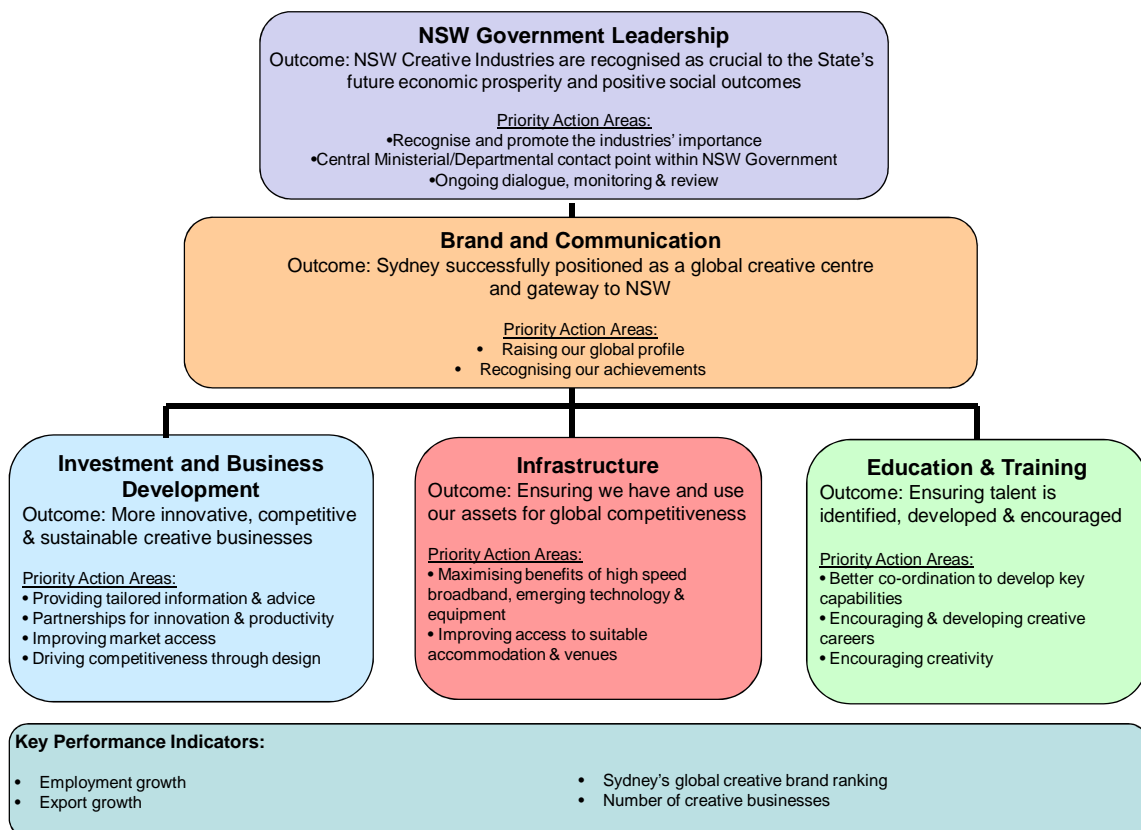 NSW Government Leadership
Outcome: NSW Creative Industries are recognised as crucial to the State's
future economic prosperity and positive social outcomes
Priority Action Areas:
•Recognise and promote the industries' importance
•Central Ministerial/Departmental contact point within NSW Government
•Ongoing dialogue, monitoring & review
Brand and Communication
Outcome: Sydney successfully positioned as a global creative centre
and gateway to NSW
Priority Action Areas:
• Raising our global profile
• Recognising our achievements
Investment and Business
Development
Outcome: More innovative, competitive
& sustainable creative businesses
Priority Action Areas:
• Providing tailored information & advice
• Partnerships for innovation & productivity
• Improving market access
• Driving competitiveness through design
Infrastructure
Outcome: Ensuring we have and use
our assets for global competitiveness
Priority Action Areas:
• Maximising benefits of high speed
broadband, emerging technology &
equipment
• Improving access to suitable
accommodation & venues
Education & Training
Outcome: Ensuring talent is
identified, developed & encouraged
Priority Action Areas:
• Better co-ordination to develop key
capabilities
• Encouraging & developing creative
careers
• Encouraging creativity
Key Performance Indicators:
• Employment growth
• Export growth
• Sydney's global creative brand ranking
• Number of creative businesses